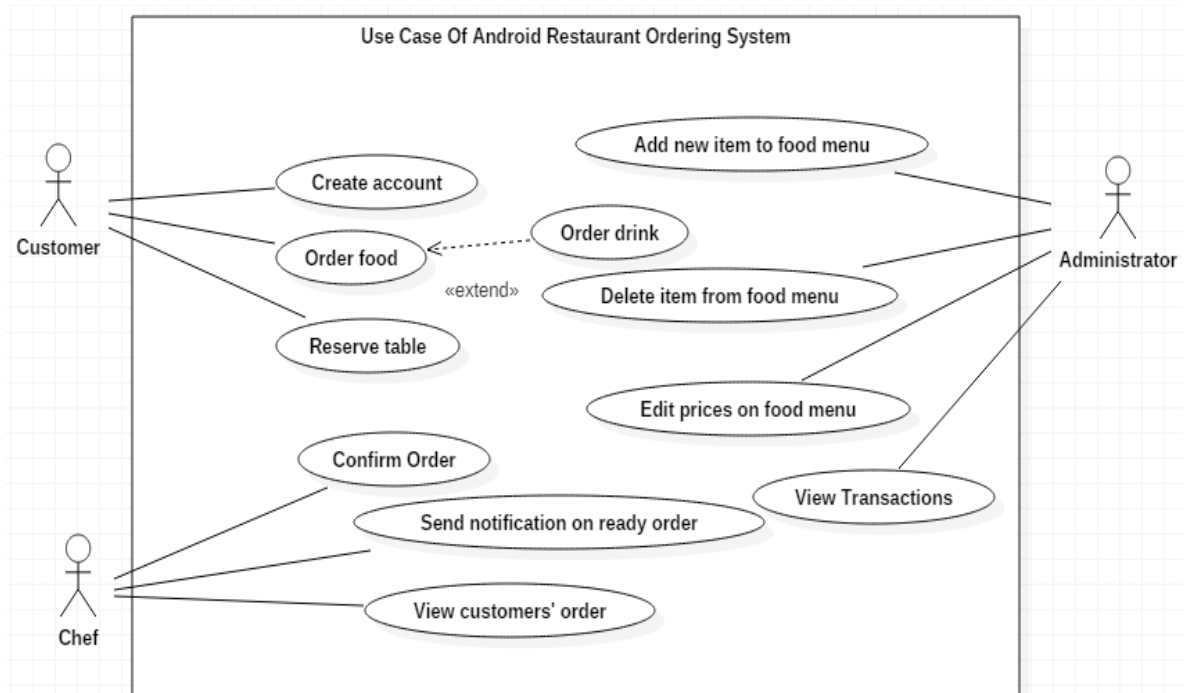 Use Case Of Android Restaurant Ordering System
Add new item to food menu
Create account
Customer
Order food
Order drink
Administrator
«extend»
Delete item from food menu
Reserve table
Edit prices on food menu
Confirm Order
View Transactions
Send notification on ready order
View customers' order
Chef